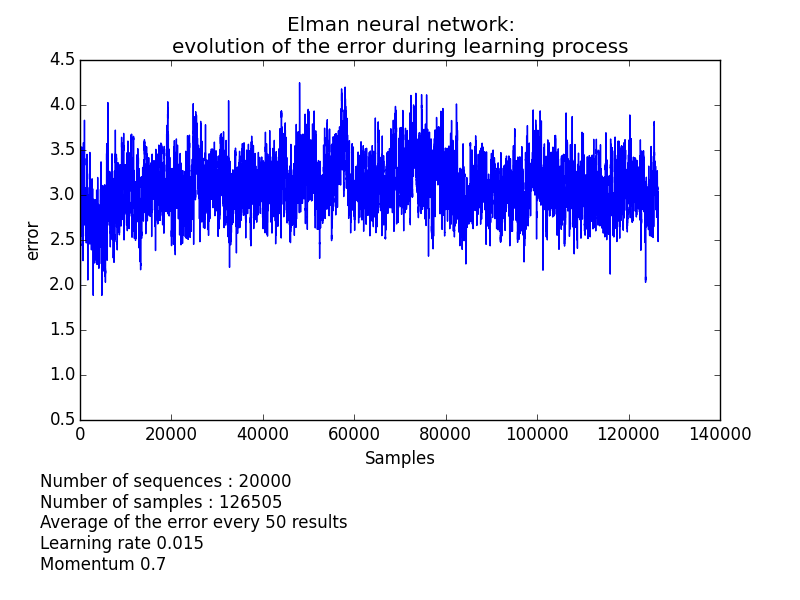 Elman neural network:
evolution of the error during learning process
4.5
4.0
3.5
3.0
2.5
2.0
1.5
1.0
0.5
error
0 20000 40000 60000 80000 100000 120000 140000
Samples
Number of sequences : 20000
Number of samples : 126505
Average of the error every 50 results
Learning rate 0.015
Momentum 0.7